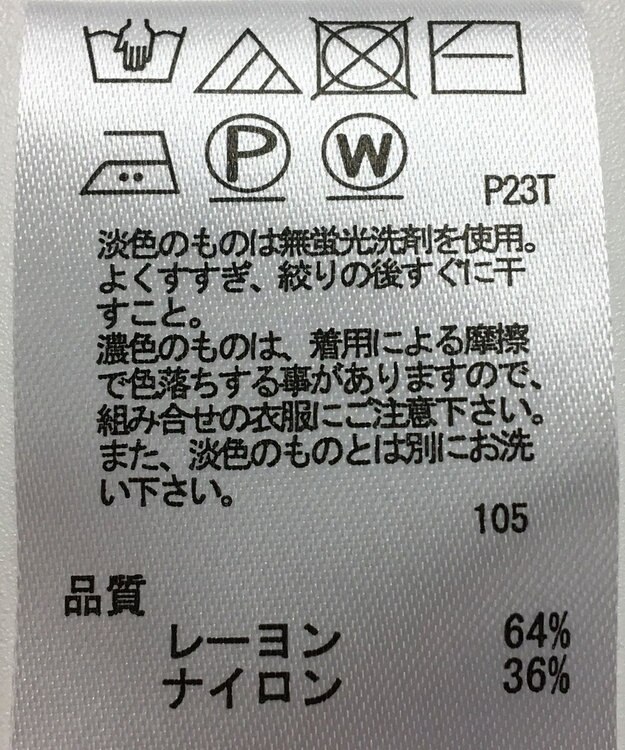 P
W
P23T
淡色のものは無蛍光洗剤を使用。
よくすすぎ、絞りの後すぐに干
すこと。
濃色のものは、着用による摩擦
で色落ちする事がありますので、
組み合せの衣服にご注意下さい。
また、淡色のものとは別にお洗
い下さい。
105
品質
レーヨン 64%
ナイロン 36%